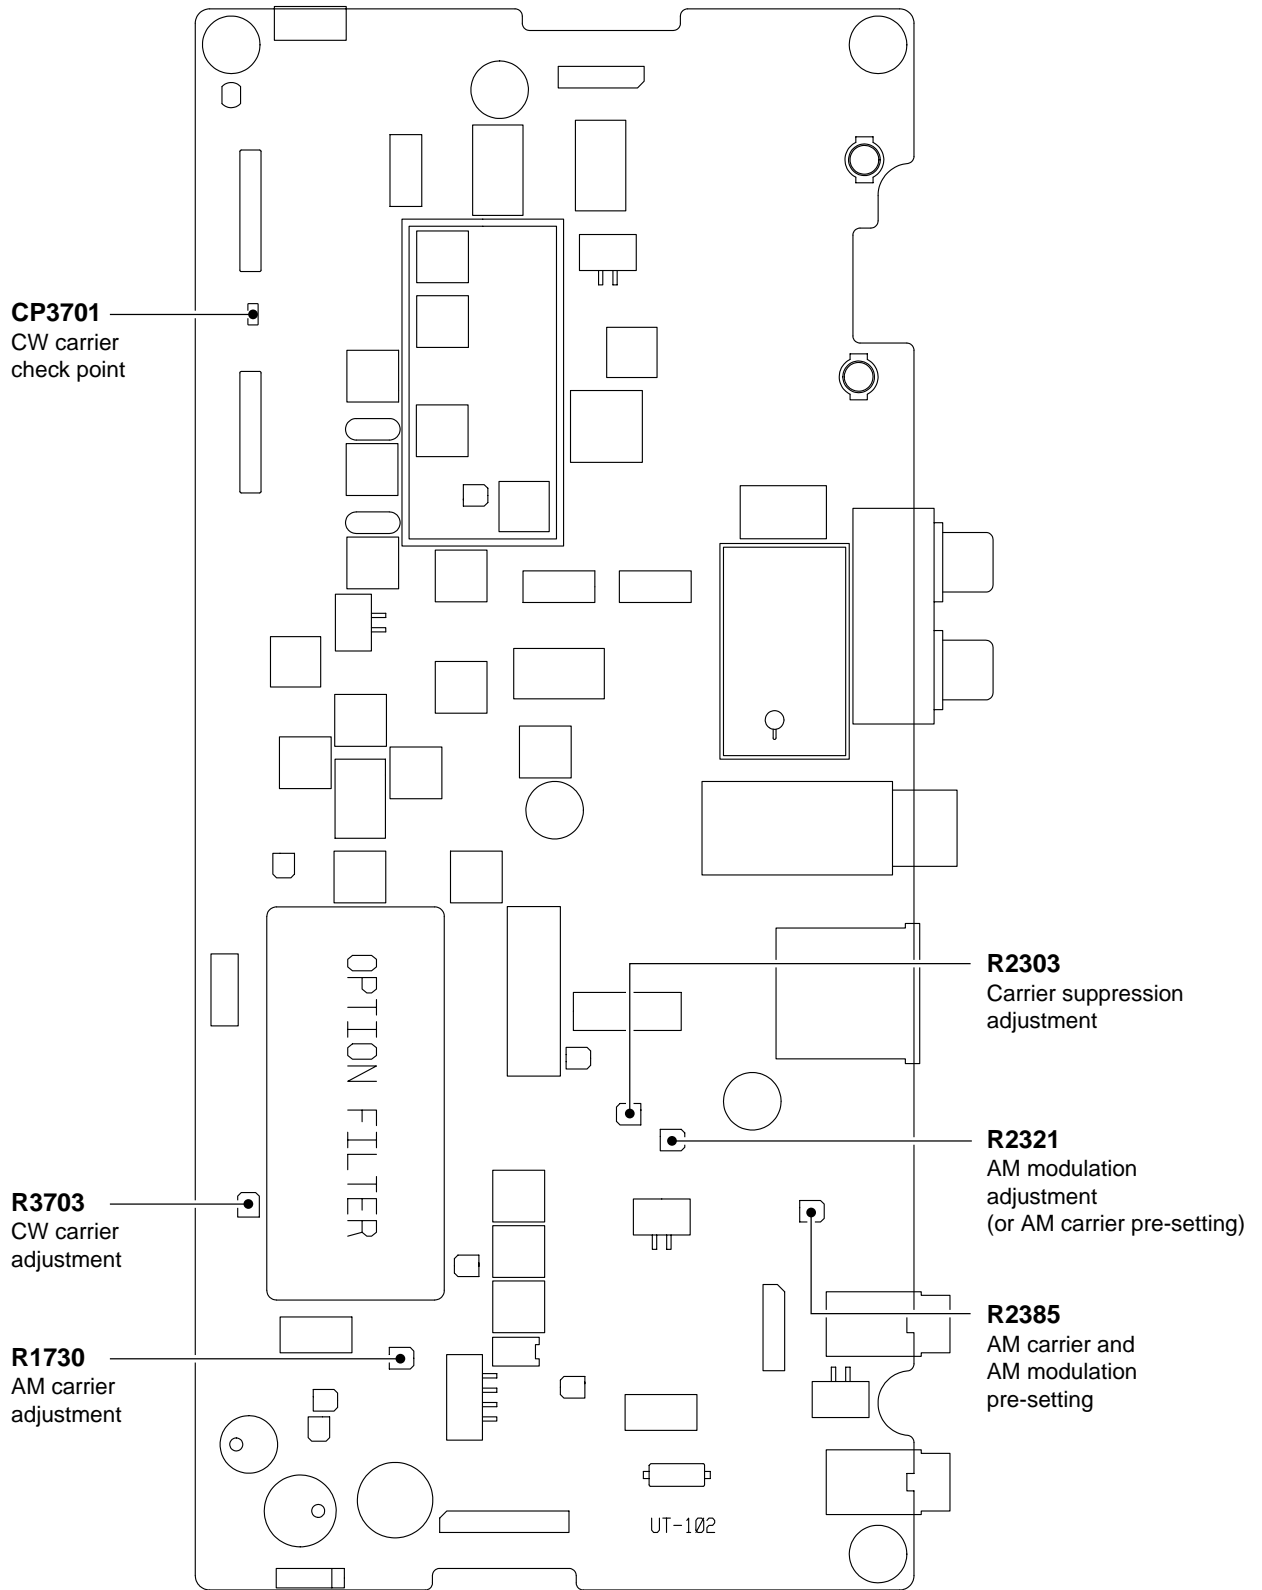 CP3701
CW carrier
check point
R2303
Carrier suppression
adjustment
OPTION FILTER
R2321
AM modulation
adjustment
(or AM carrier pre-setting)
R3703
CW carrier
adjustment
R2385
AM carrier and
AM modulation
pre-setting
R1730
AM carrier
adjustment
UT-102